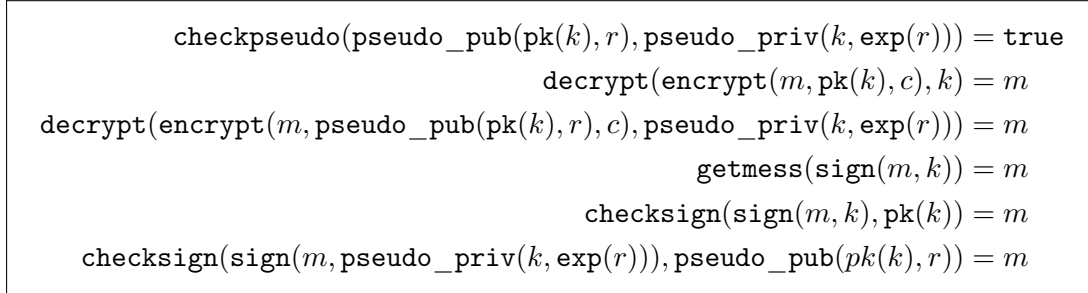 checkpseudo(pseudo_pub(pk(k), r), pseudo_priv(k, exp(r))) = true
decrypt(encrypt(m, pk(k), c), k) = m
decrypt(encrypt(m, pseudo_pub(pk(k), r), c), pseudo_priv(k, exp(r))) = m
getmess(sign(m, k)) = m
checksign(sign(m, k), pk(k)) = m
checksign(sign(m, pseudo_priv(k, exp(r))), pseudo_pub(pk(k), r)) = m